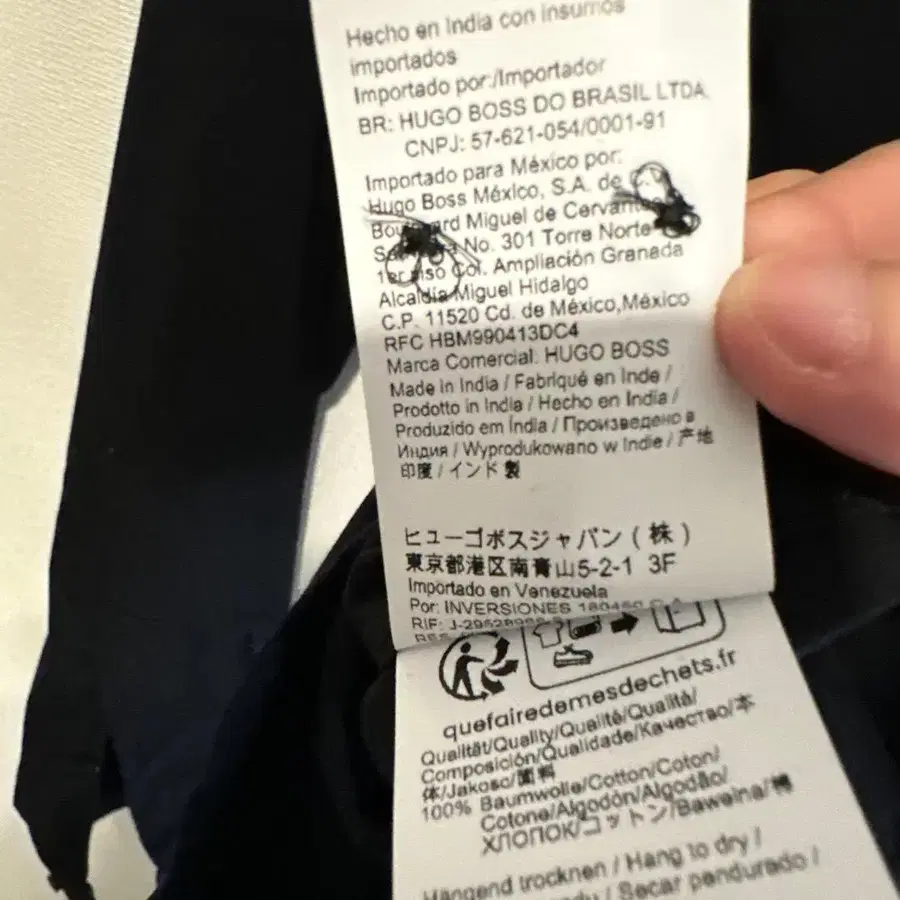 Hecho en India con insumos
importados
Importado por:/Importador
BR: HUGO BOSS DO BRASIL LTDA.
CNPJ: 57-621-054/0001-91
Importado para México por:
Hugo Boss México, S.A. de
Miguel de
No. 301 Torre Norte
Col. Ampliación Granada
Alcaldía Miguel Hidalgo
C.P. 11520 Cd. de México,México
RFC HBM990413DC4
Marca Comercial: HUGO BOSS
Made in India / Fabriqué en Inde /
Prodotto in India / Hecho en India /
Produzido em Índia / Произведено в
Индия / Wyprodukowano w Indie / 产地
印度 / インド 製
ヒューゴボスジャパン (株)
東京都港区南青山5-2-1 3F
Importado en Venezuela
Por: INVERSIONES
RIF:
quefairedemesdechets.fr
Qualität/Quality/Qualité/Qualità/
Composición/Qualidade/Качество/本
体/Jakość/面料
100% Baumwolle/Cotton/Coton/
Cotone/Algodón/Algodão/
ХЛОПОК/コットン/Bawełna/棉
Hängend trocknen / Hang to dry /
/ Secar pendurado /